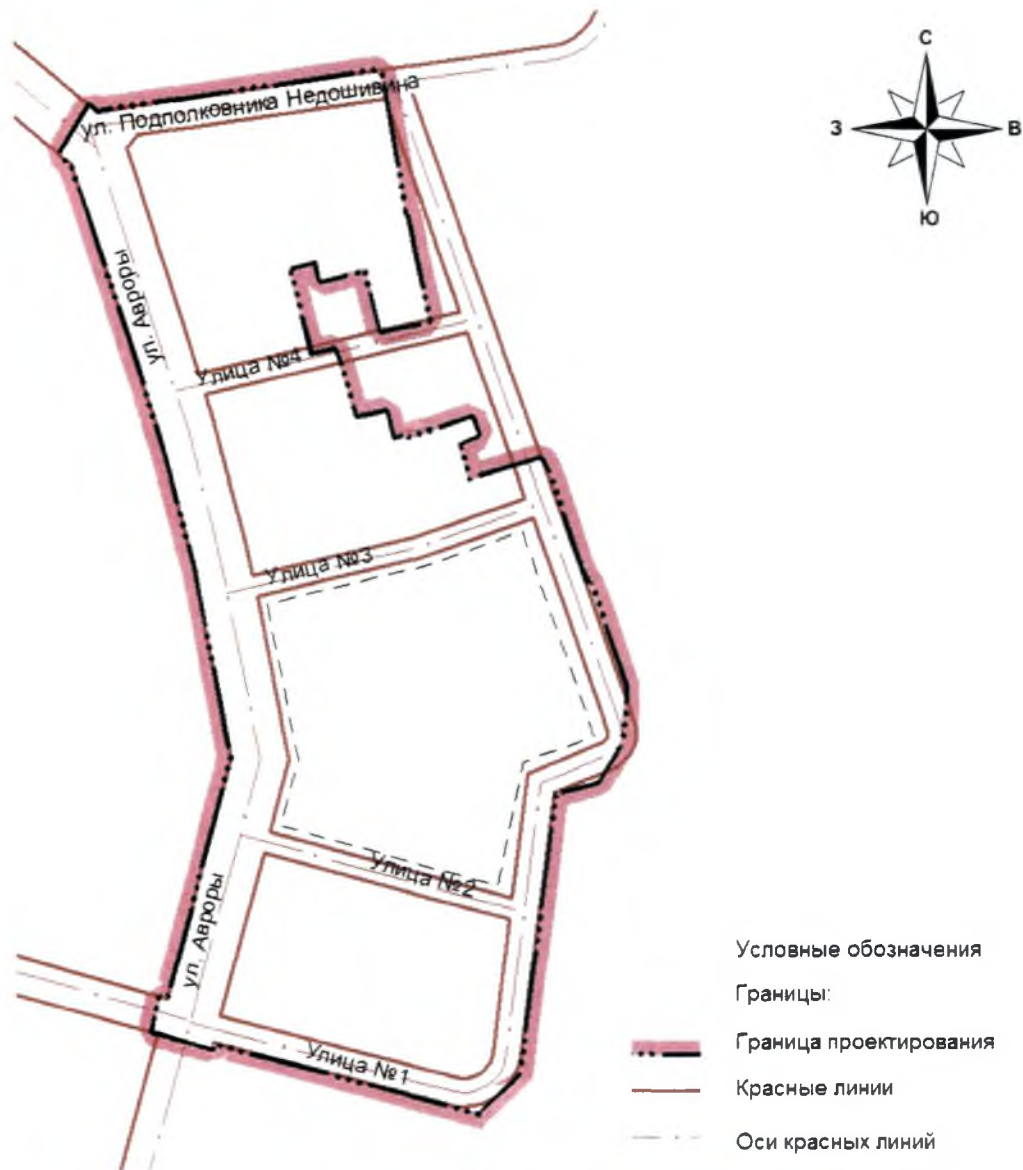 С
З
В
Ю
ул. Подполковника Недошивина
ул. Авроры
Улица №4
Улица №3
Улица №2
ул. Авроры
Улица №1
Условные обозначения
Границы:
Граница проектирования
Красные линии
Оси красных линий